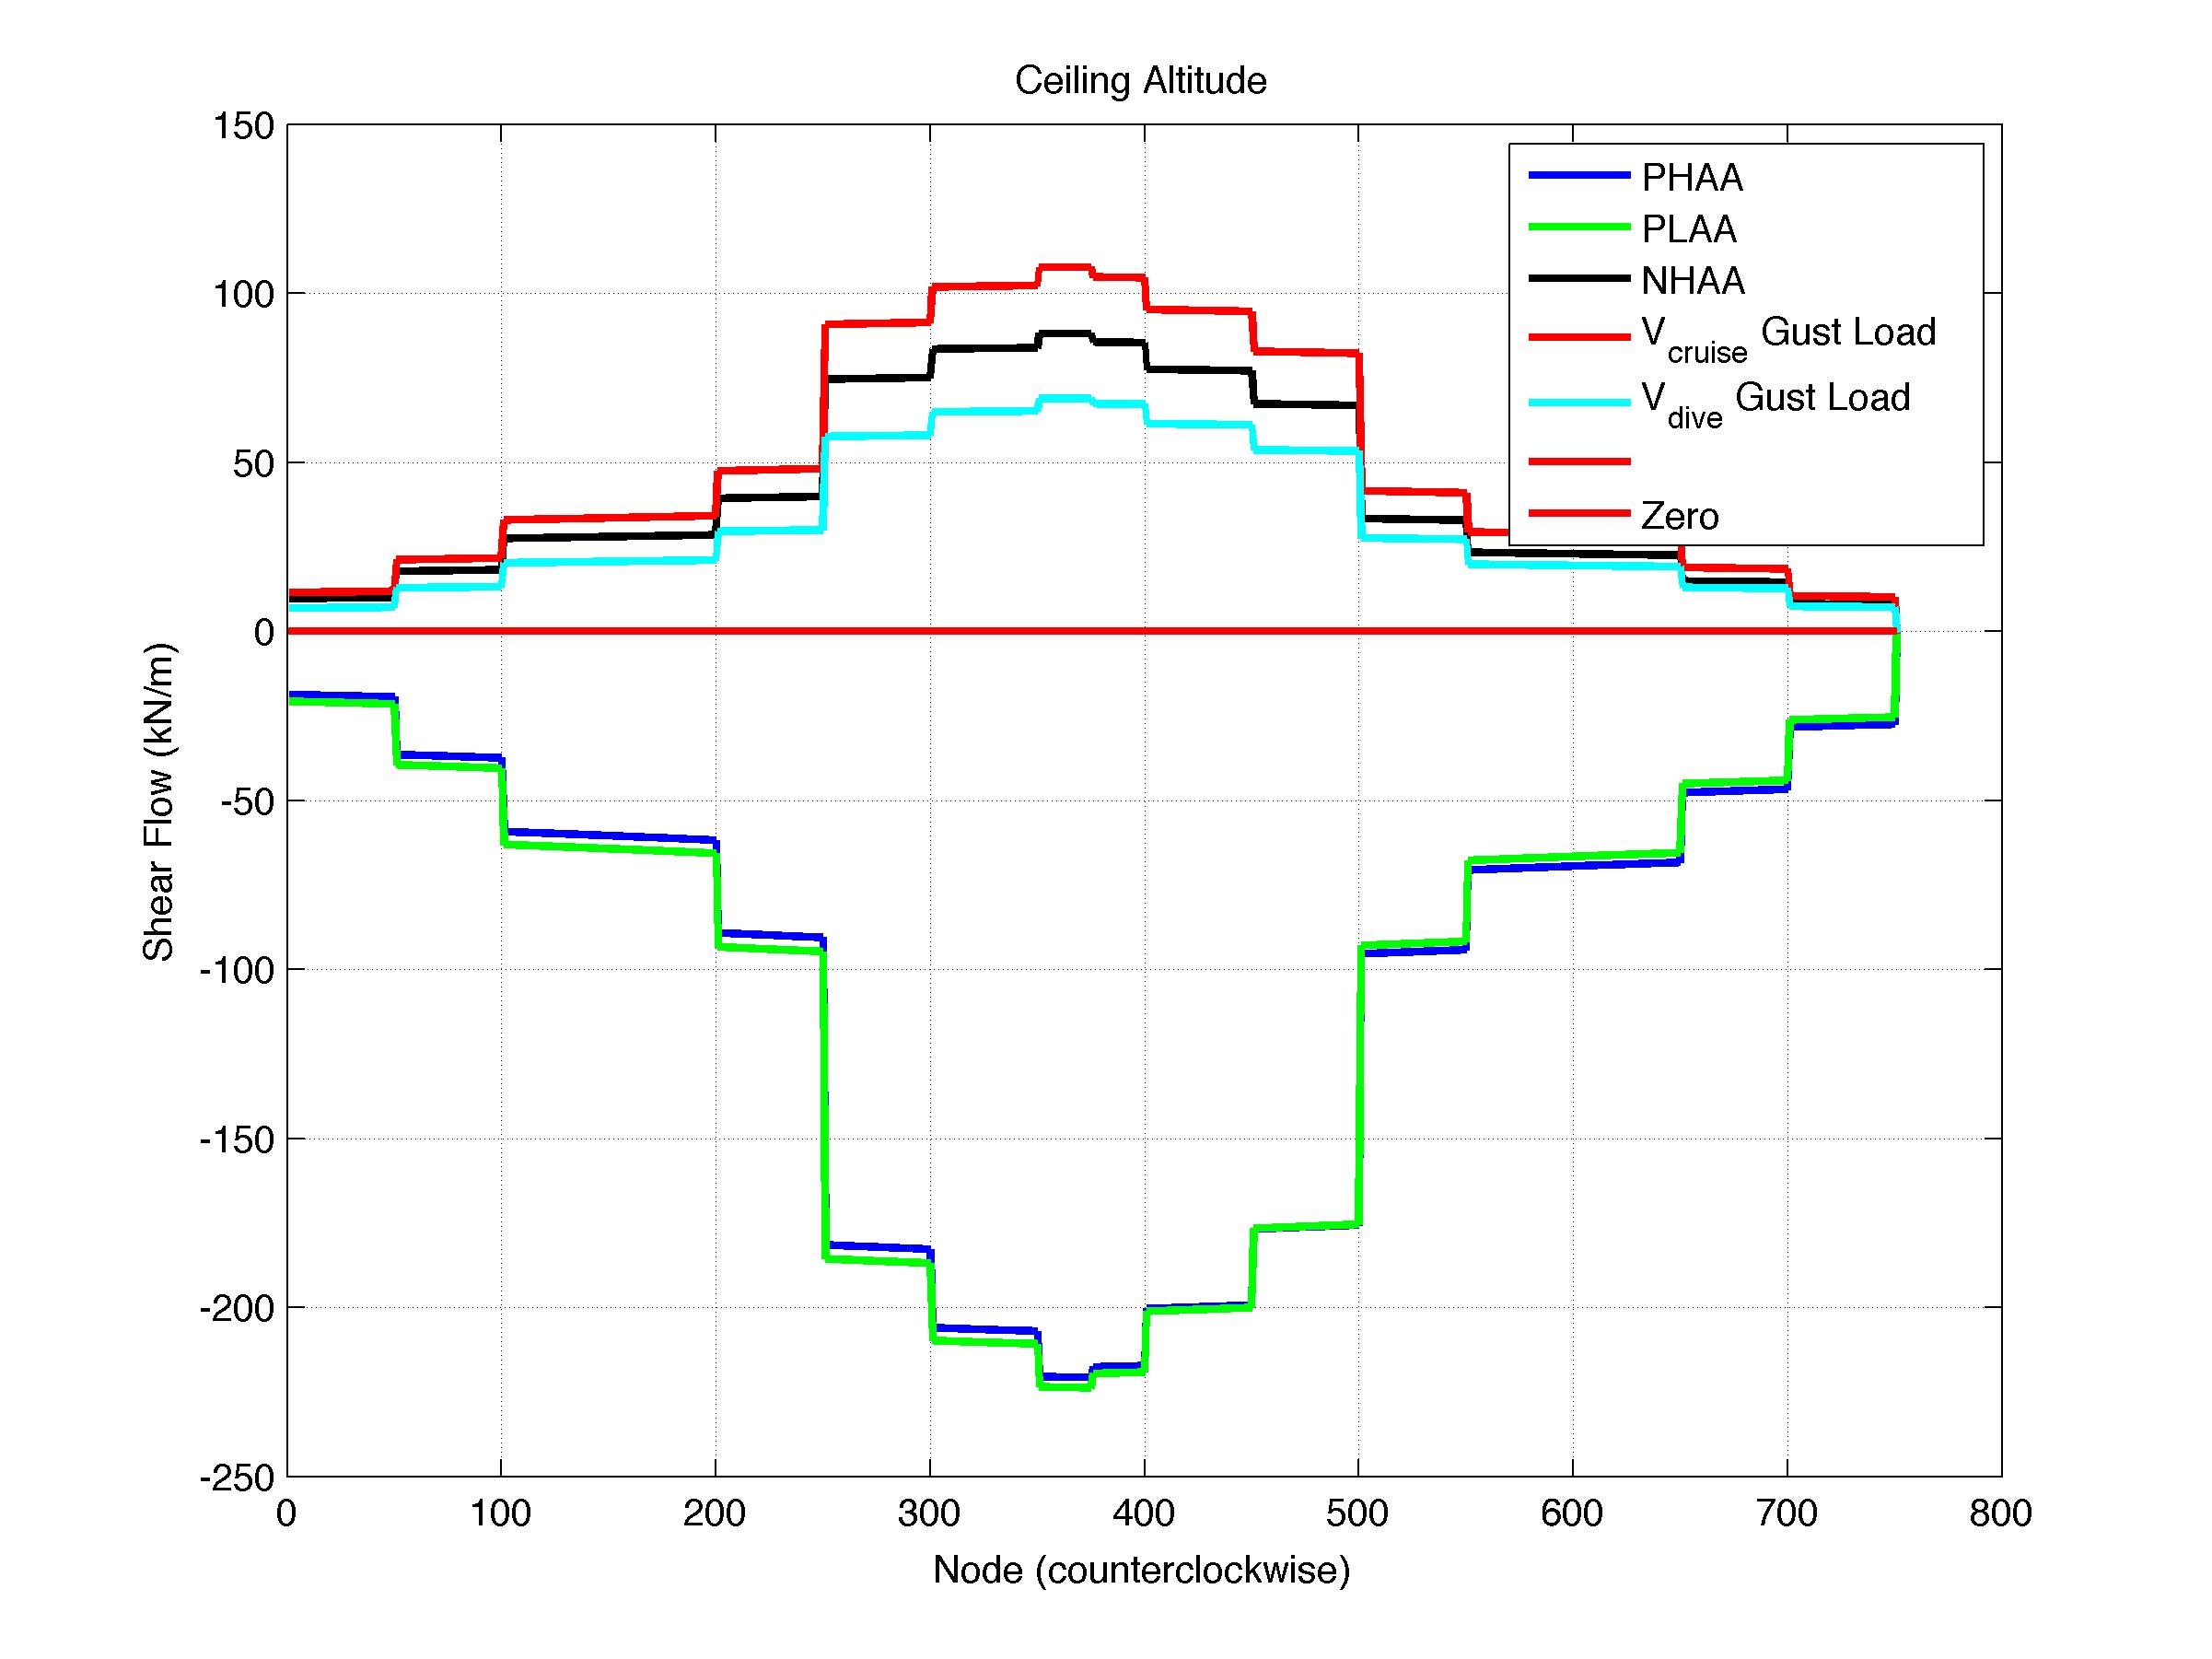 Ceiling Altitude
150
100
50
0
-50
-100
-150
-200
-250
Shear Flow (kN/m)
0 100 200 300 400 500 600 700 800
Node (counterclockwise)
PHAA
PLAA
NHAA
Vcruise Gust Load
Vdive Gust Load
Zero